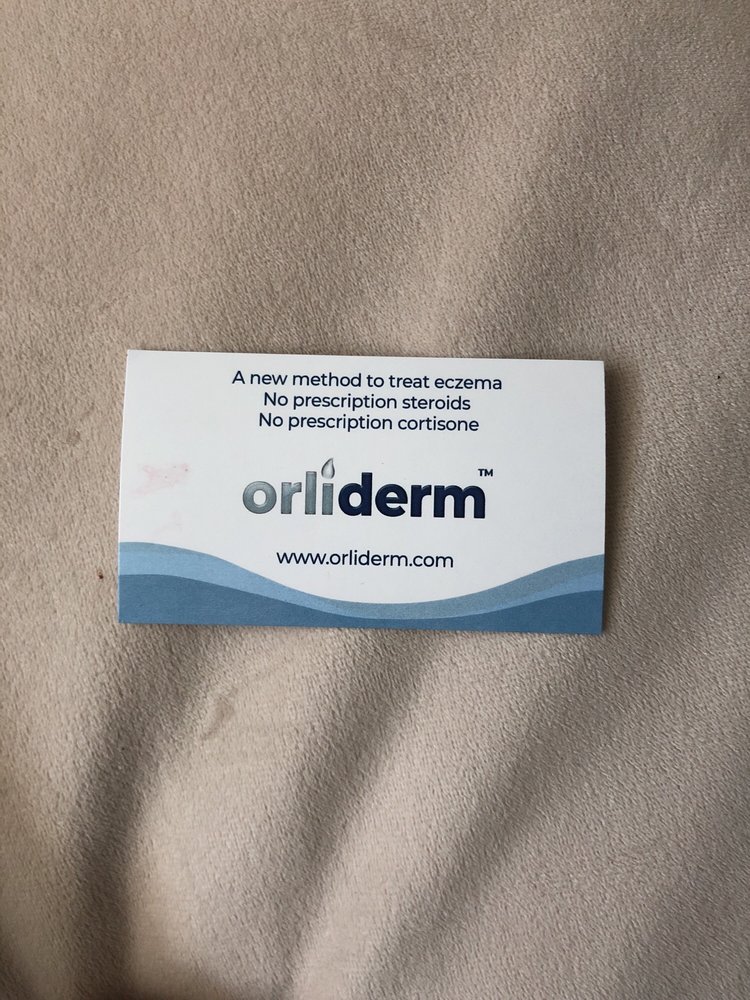 A new method to treat eczema
No prescription steroids
No prescription cortisone
orliderm™
www.orliderm.com